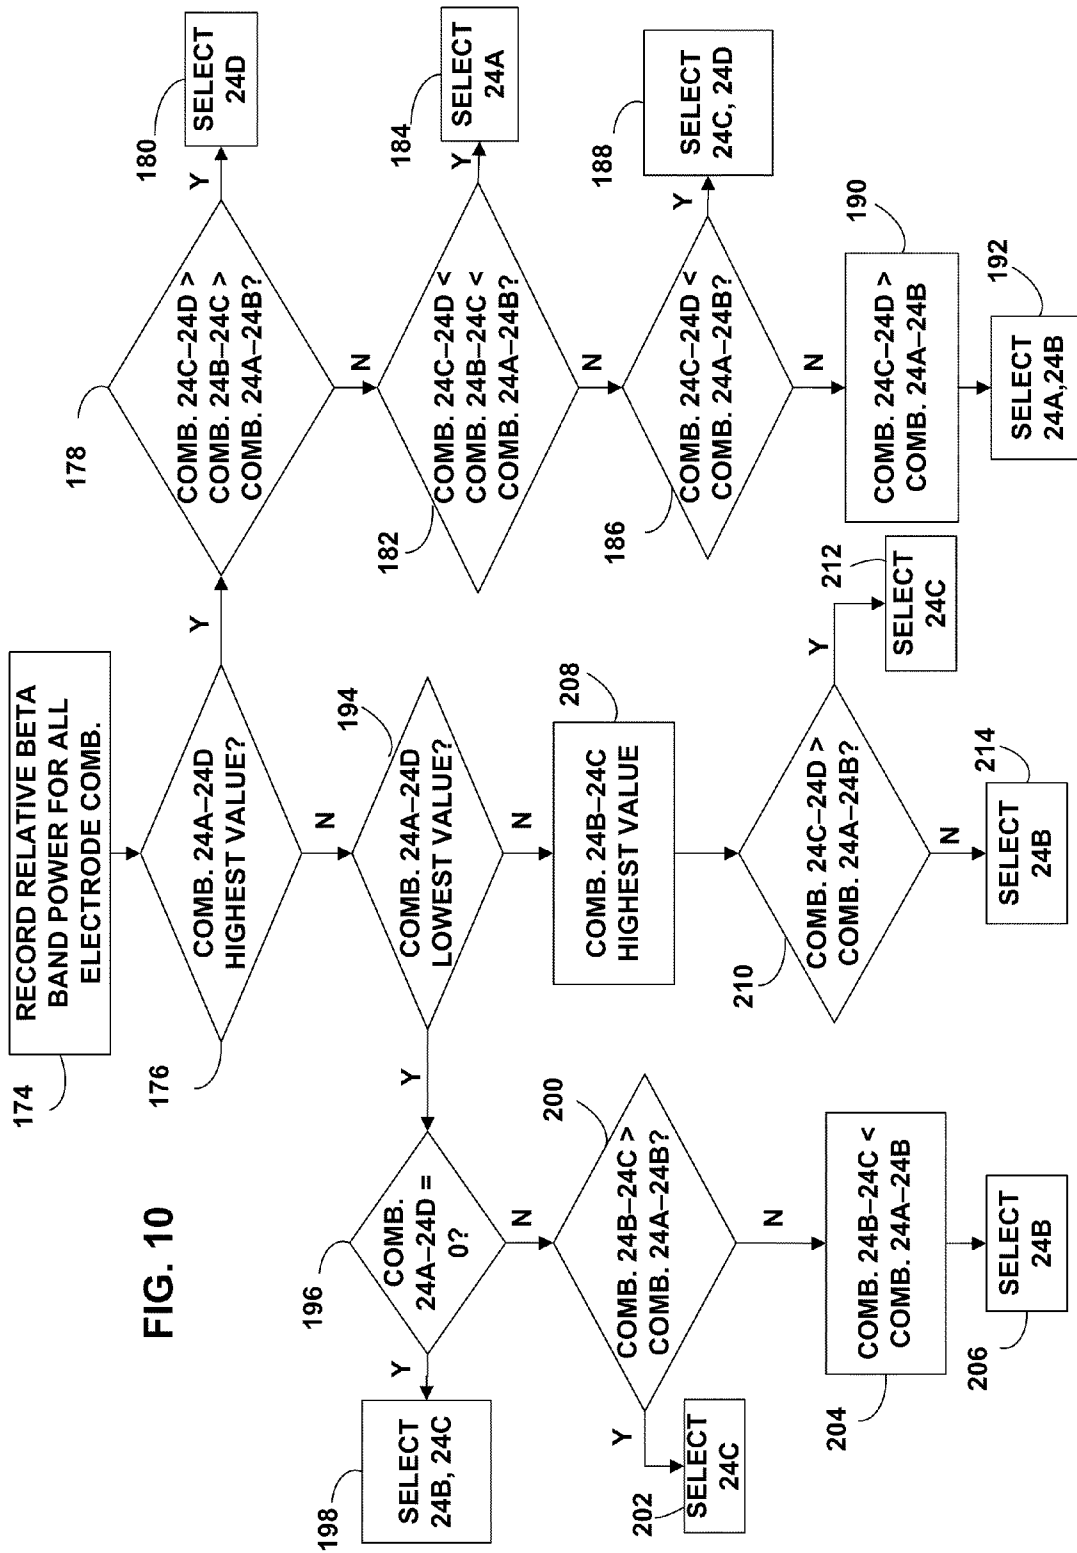 FIG. 10
174
RECORD RELATIVE BETA
BAND POWER FOR ALL
ELECTRODE COMB.
176
COMB. 24A–24D
HIGHEST VALUE?
Y
N
178
COMB. 24C–24D >
COMB. 24B–24C >
COMB. 24A–24B?
Y
N
180
SELECT
24D
182
COMB. 24C–24D <
COMB. 24B–24C <
COMB. 24A–24B?
Y
N
184
SELECT
24A
186
COMB. 24C–24D <
COMB. 24A–24B?
Y
N
188
SELECT
24C, 24D
190
COMB. 24C–24D >
COMB. 24A–24B
192
SELECT
24A,24B
194
COMB. 24A–24D
LOWEST VALUE?
Y
N
196
COMB.
24A–24D =
0?
Y
N
198
SELECT
24B, 24C
200
COMB. 24B–24C >
COMB. 24A–24B?
Y
N
202
SELECT
24C
204
COMB. 24B–24C <
COMB. 24A–24B
206
SELECT
24B
208
COMB. 24B–24C
HIGHEST VALUE
210
COMB. 24C–24D >
COMB. 24A–24B?
Y
N
212
SELECT
24C
214
SELECT
24B